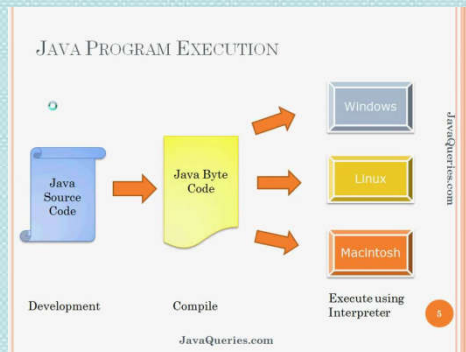 JAVA PROGRAM EXECUTION
Windows
Java Source Code
Java Byte Code
Linux
Macintosh
JavaQueries.com
Development
Compile
Execute using
Interpreter
5
JavaQueries.com